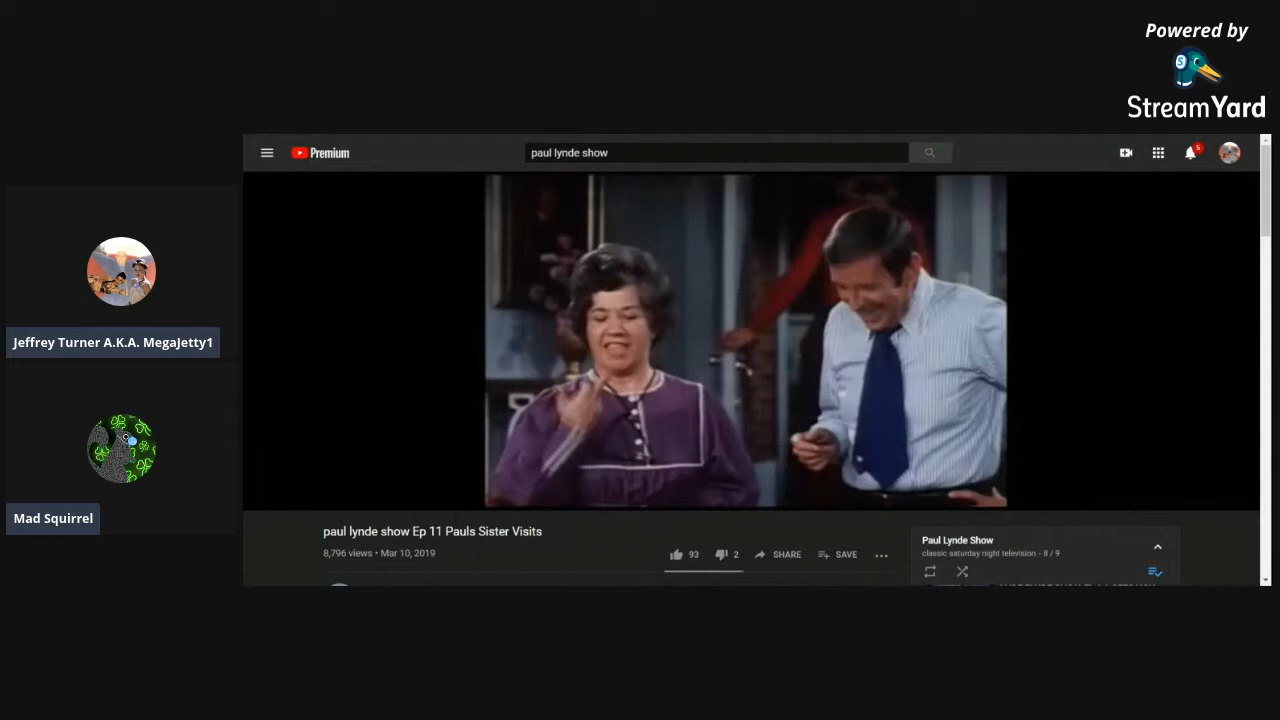 Powered by
StreamYard
Premium
paul lynde show
5
Jeffrey Turner A.K.A. MegaJetty1
Mad Squirrel
paul lynde show Ep 11 Pauls Sister Visits
8,796 views • Mar 10, 2019
93
2
SHARE
SAVE
Paul Lynde Show
classic saturday night television - 8 / 9